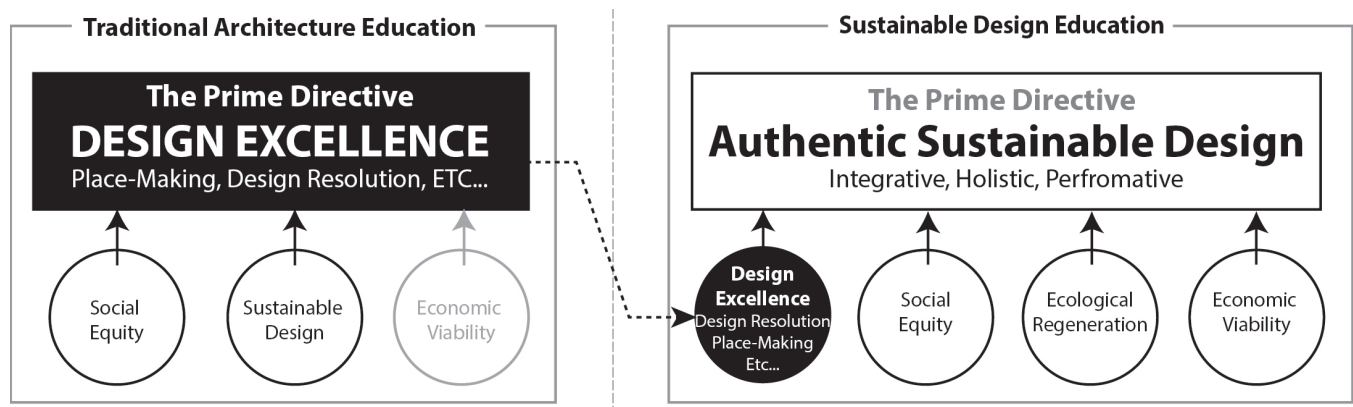 Traditional Architecture Education
The Prime Directive
DESIGN EXCELLENCE
Place-Making, Design Resolution, ETC...
Social
Equity
Sustainable
Design
Economic
Viability
Sustainable Design Education
The Prime Directive
Authentic Sustainable Design
Integrative, Holistic, Perfromative
Design
Excellence
Design Resolution
Place-Making
Etc...
Social
Equity
Ecological
Regeneration
Economic
Viability